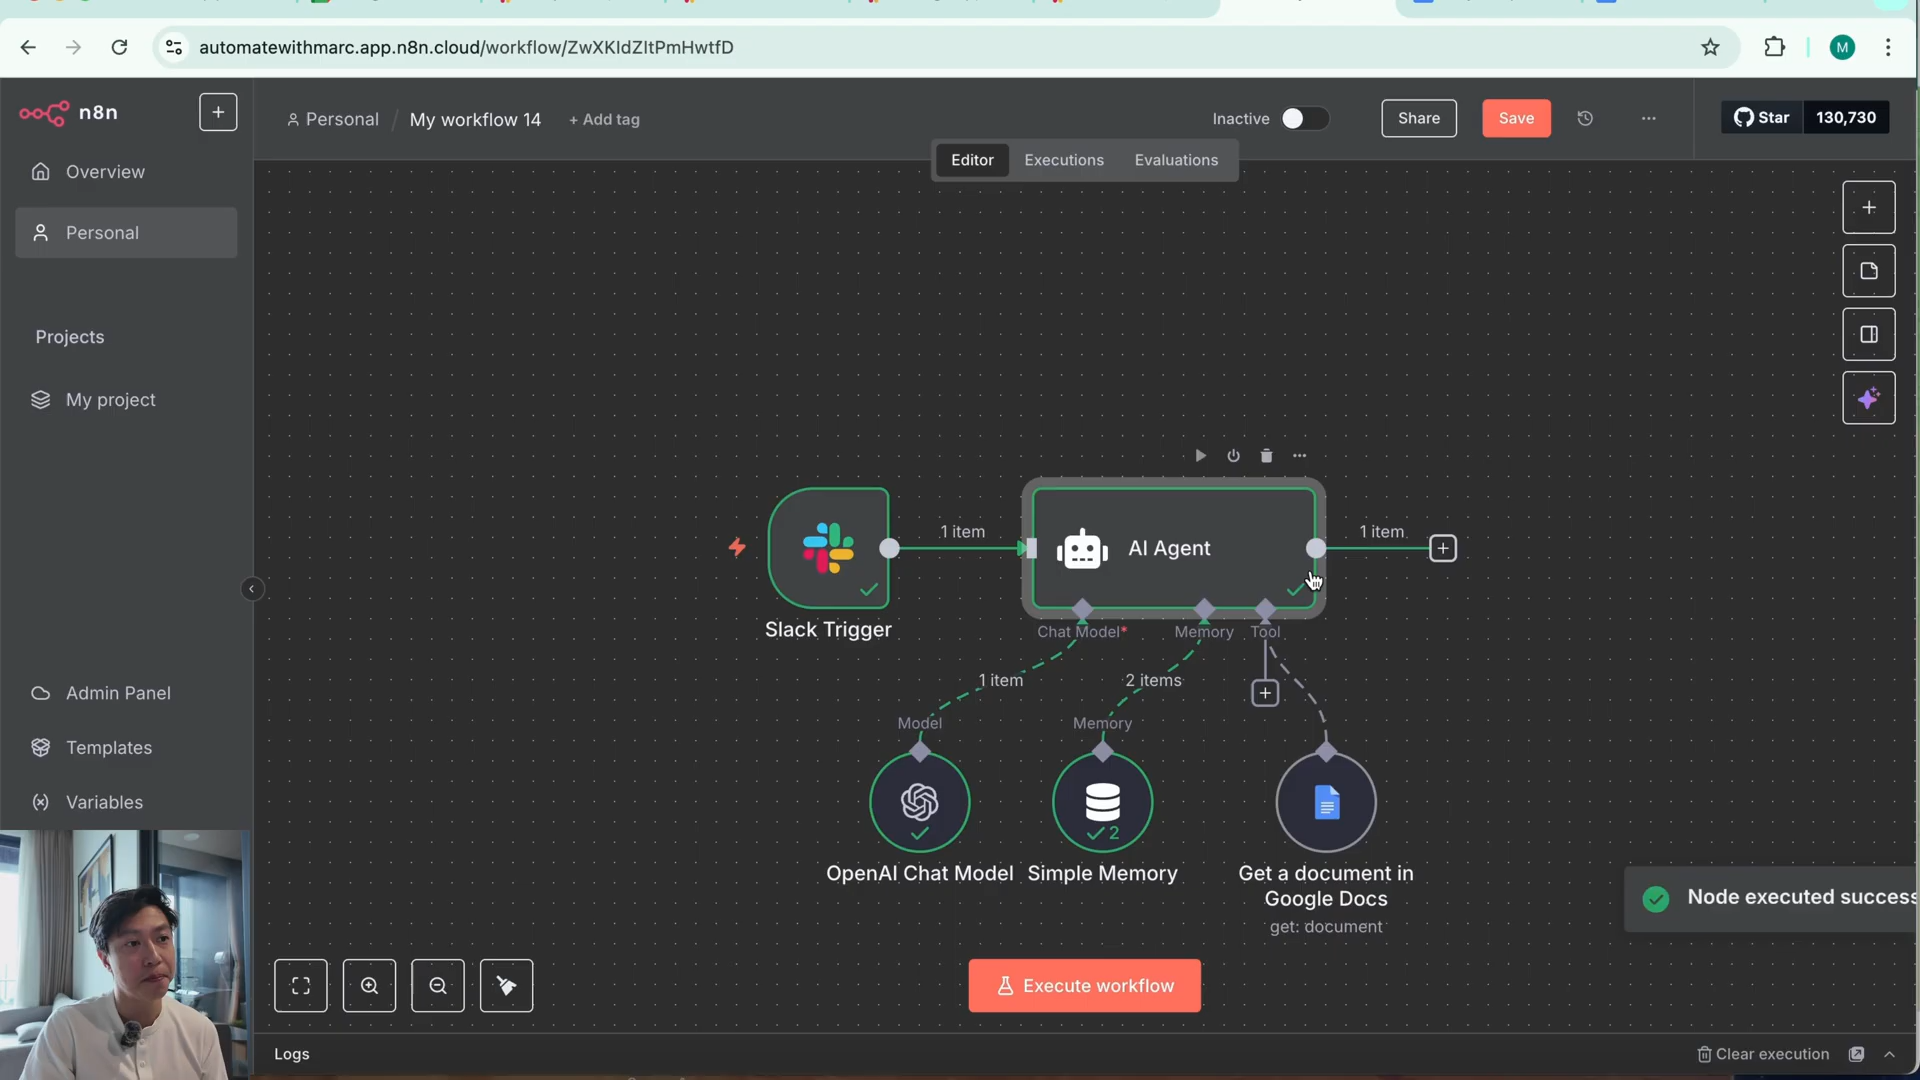 automatewithmarc.app.n8n.cloud/workflow/ZwXKIdZItPmHwtfD
M
n8n
Personal / My workflow 14 + Add tag
Inactive
Share
Save
Star 130,730
Editor
Executions
Evaluations
Overview
Personal
Projects
My project
Admin Panel
Templates
Variables
1 item
AI Agent
1 item
Slack Trigger
Chat Model*
Memory
Tool
1 item
2 items
Model
Memory
2
OpenAI Chat Model
Simple Memory
Get a document in
Google Docs
get: document
Node executed success
Execute workflow
Logs
Clear execution